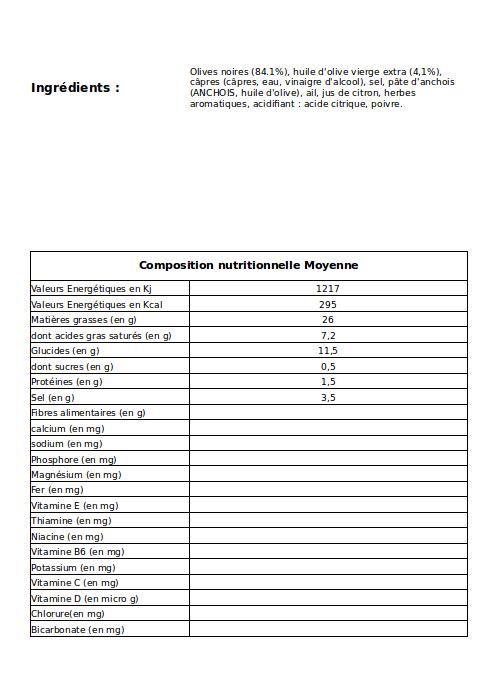 Ingrédients :
Olives noires (84.1%), huile d'olive vierge extra (4,1%),
câpres (câpres, eau, vinaigre d'alcool), sel, pâte d'anchois
(ANCHOIS, huile d'olive), ail, jus de citron, herbes
aromatiques, acidifiant : acide citrique, poivre.
Composition nutritionnelle Moyenne
Valeurs Energétiques en Kj 1217
Valeurs Energétiques en Kcal 295
Matières grasses (en g) 26
dont acides gras saturés (en g) 7,2
Glucides (en g) 11,5
dont sucres (en g) 0,5
Protéines (en g) 1,5
Sel (en g) 3,5
Fibres alimentaires (en g)
calcium (en mg)
sodium (en mg)
Phosphore (en mg)
Magnésium (en mg)
Fer (en mg)
Vitamine E (en mg)
Thiamine (en mg)
Niacine (en mg)
Vitamine B6 (en mg)
Potassium (en mg)
Vitamine C (en mg)
Vitamine D (en micro g)
Chlorure(en mg)
Bicarbonate (en mg)